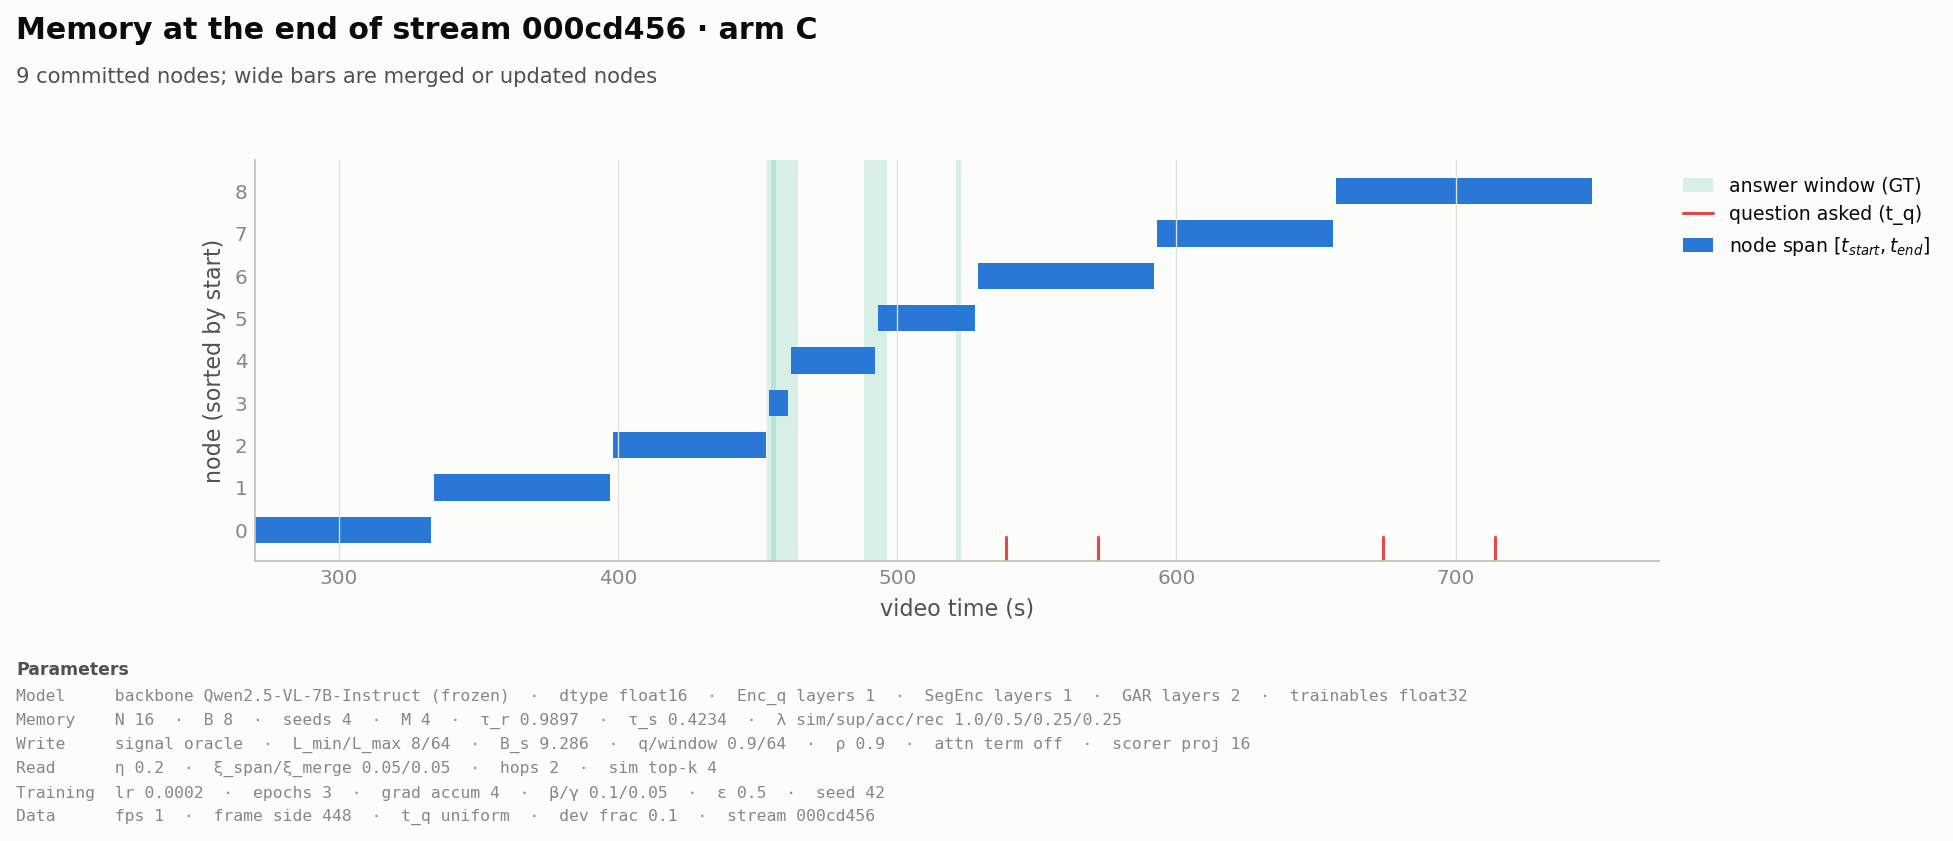 Memory at the end of stream 000cd456 · arm C
9 committed nodes; wide bars are merged or updated nodes
node (sorted by start)
8
7
6
5
4
3
2
1
0
300 400 500 600 700
video time (s)
answer window (GT)
question asked (t_q)
node span [t_start, t_end]
Parameters
Model backbone Qwen2.5-VL-7B-Instruct (frozen) · dtype float16 · Enc_q layers 1 · SegEnc layers 1 · GAR layers 2 · trainables float32
Memory N 16 · B 8 · seeds 4 · M 4 · τ_r 0.9897 · τ_s 0.4234 · λ sim/sup/acc/rec 1.0/0.5/0.25/0.25
Write signal oracle · L_min/L_max 8/64 · B_s 9.286 · q/window 0.9/64 · ρ 0.9 · attn term off · scorer proj 16
Read η 0.2 · ξ_span/ξ_merge 0.05/0.05 · hops 2 · sim top-k 4
Training lr 0.0002 · epochs 3 · grad accum 4 · β/γ 0.1/0.05 · ε 0.5 · seed 42
Data fps 1 · frame side 448 · t_q uniform · dev frac 0.1 · stream 000cd456